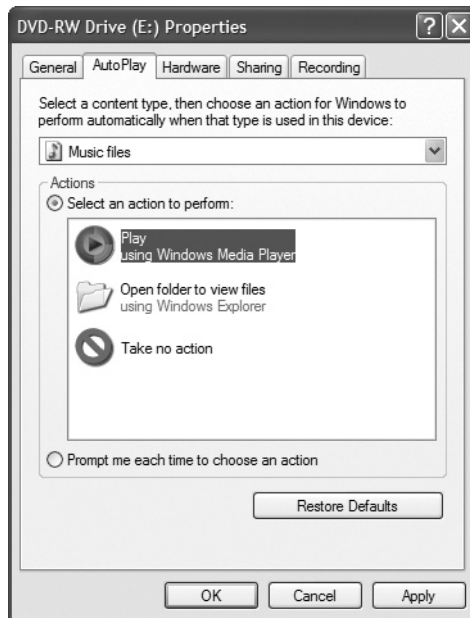 DVD-RW Drive (E:) Properties
General AutoPlay Hardware Sharing Recording
Select a content type, then choose an action for Windows to
perform automatically when that type is used in this device:
Music files
Actions
Select an action to perform:
Play
using Windows Media Player
Open folder to view files
using Windows Explorer
Take no action
Prompt me each time to choose an action
Restore Defaults
OK Cancel Apply